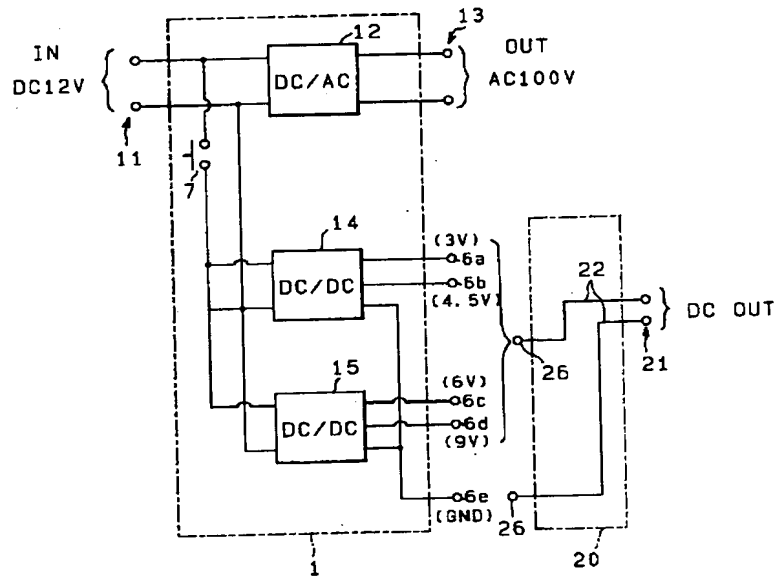 12
13
IN
DC12V
DC/AC
OUT
AC100V
11
7
14
DC/DC
(3V)
6a
6b
(4.5V)
22
DC OUT
26
21
15
DC/DC
(6V)
6c
6d
(9V)
6e
(GND)
26
1
20